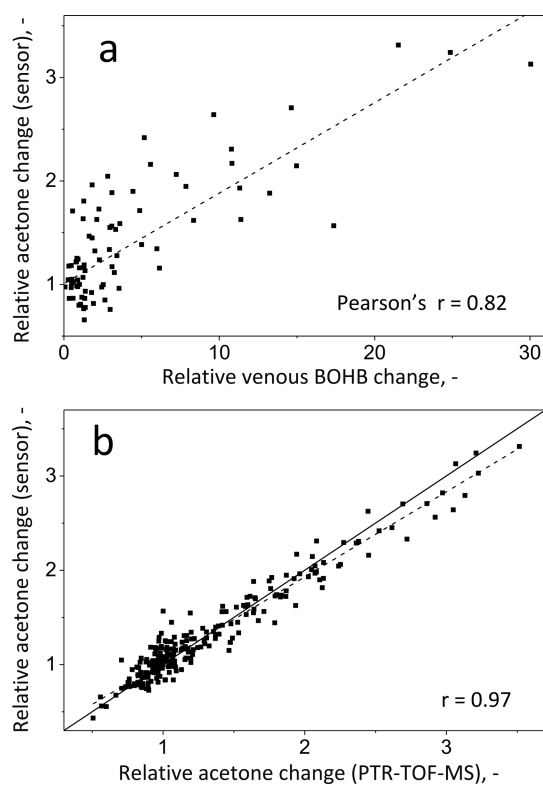 a
Relative acetone change (sensor), -
3
2
1
Pearson's r = 0.82
0
10
20
30
Relative venous BOHB change, -
b
Relative acetone change (sensor), -
3
2
1
r = 0.97
1
2
3
Relative acetone change (PTR-TOF-MS), -